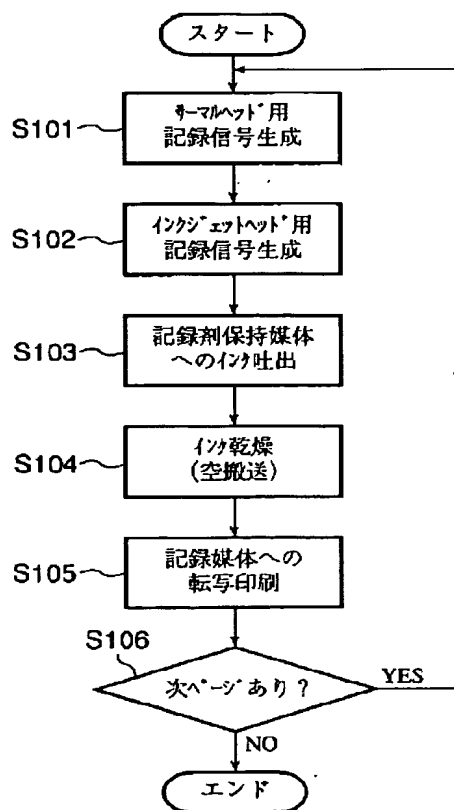 スタート
S101
サーマルヘッド用
記録信号生成
S102
インクジェットヘッド用
記録信号生成
S103
記録剤保持媒体
へのインク吐出
S104
インク乾燥
(空搬送)
S105
記録媒体への
転写印刷
S106
次ページあり?
YES
NO
エンド